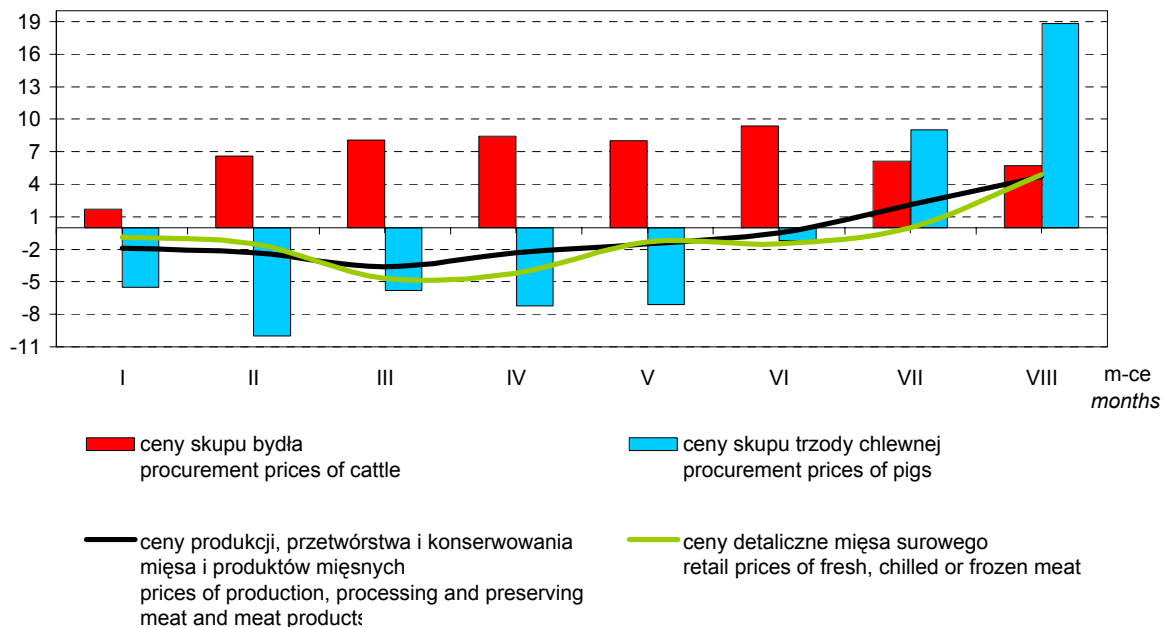 19
16
13
10
7
4
1
-2
-5
-8
-11
I II III IV V VI VII VIII m-ce
months
ceny skupu bydła
procurement prices of cattle
ceny skupu trzody chlewnej
procurement prices of pigs
ceny produkcji, przetwórstwa i konserwowania
mięsa i produktów mięsnych
prices of production, processing and preserving
meat and meat products
ceny detaliczne mięsa surowego
retail prices of fresh, chilled or frozen meat